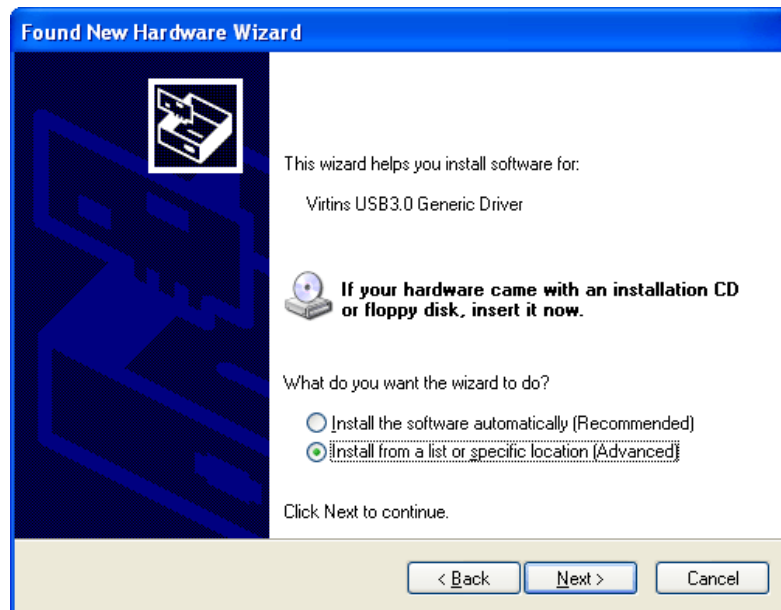 Found New Hardware Wizard
This wizard helps you install software for:
Virtins USB3.0 Generic Driver
If your hardware came with an installation CD
or floppy disk, insert it now.
What do you want the wizard to do?
Install the software automatically (Recommended)
Install from a list or specific location (Advanced)
Click Next to continue.
< Back Next > Cancel